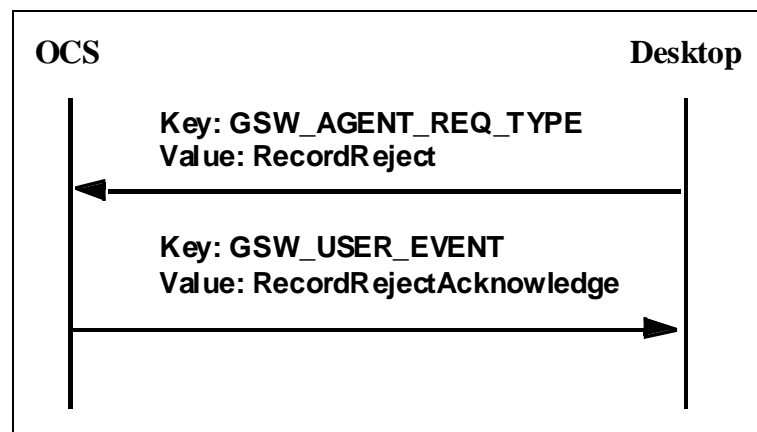 OCS Desktop
Key: GSW_AGENT_REQ_TYPE
Value: RecordReject
Key: GSW_USER_EVENT
Value: RecordRejectAcknowledge